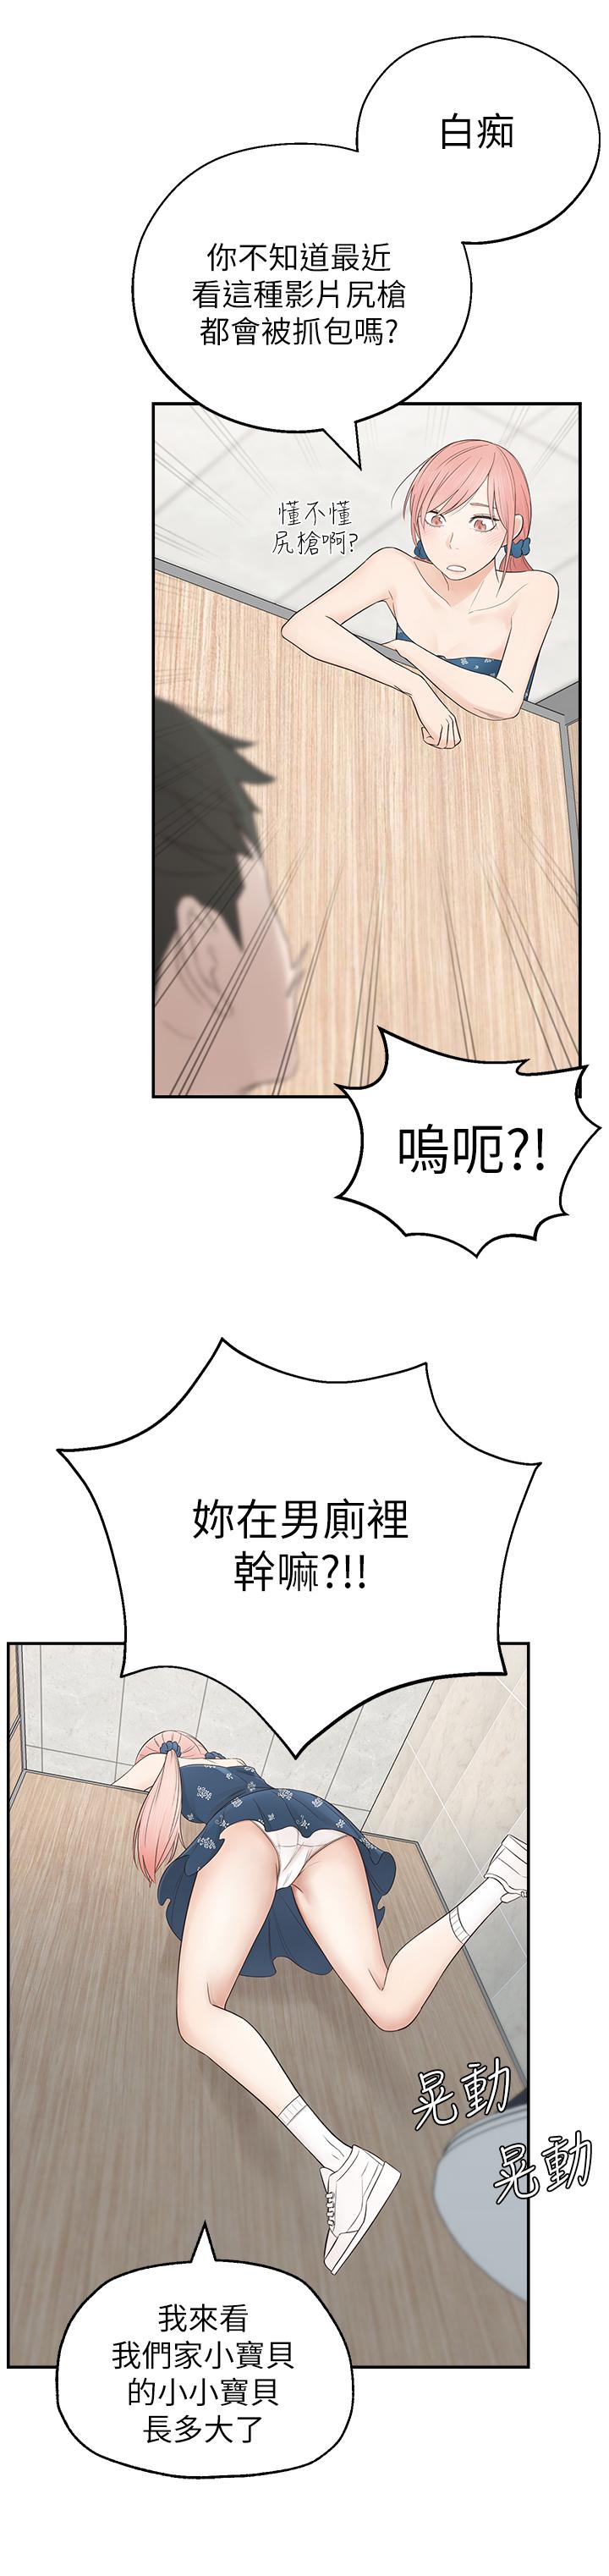 白痴
你不知道最近
看這種影片尻槍
都會被抓包嗎?
懂不懂
尻槍啊?
嗚呃?!
妳在男廁裡
幹嘛?!!
晃動
晃動
我來看
我們家小寶貝
的小小寶貝
長多大了